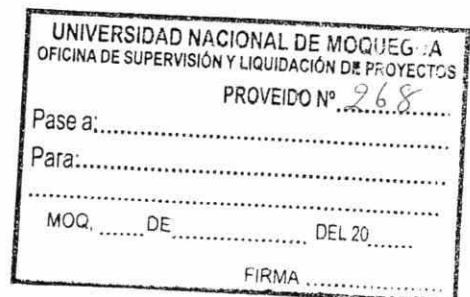 UNIVERSIDAD NACIONAL DE MOQUEG A
OFICINA DE SUPERVISIÓN Y LIQUIDACIÓN DE PROYECTOS
PROVEIDO Nº 268
Pase a:
Para:
MOQ, ...... DE ...................... DEL 20......
FIRMA ....................